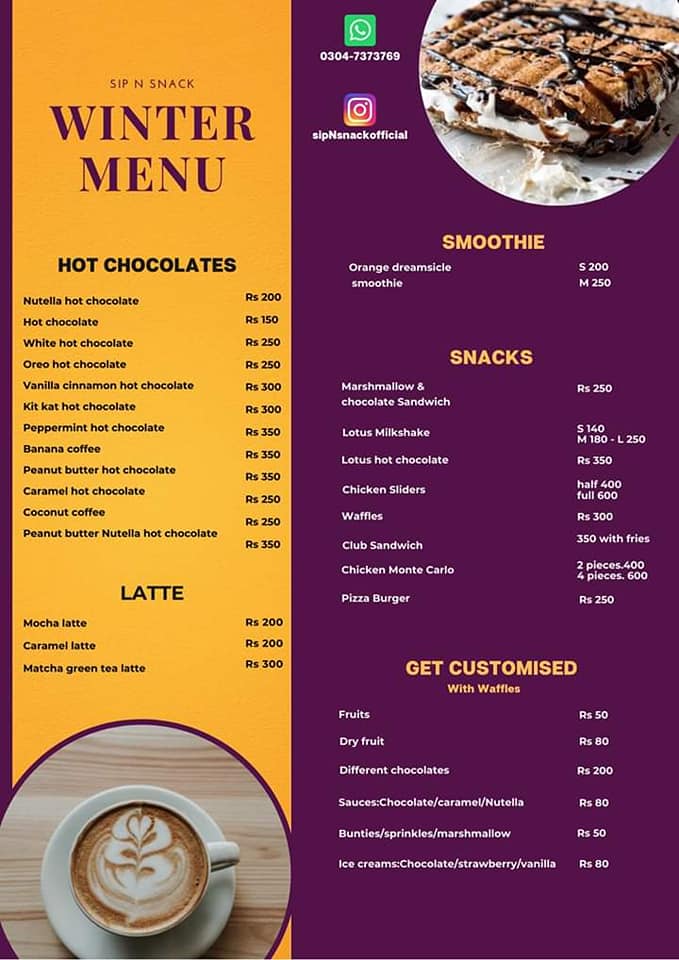 SIP N SNACK
WINTER
MENU
HOT CHOCOLATES
Nutella hot chocolate Rs 200
Hot chocolate Rs 150
White hot chocolate Rs 250
Oreo hot chocolate Rs 250
Vanilla cinnamon hot chocolate Rs 300
Kit kat hot chocolate Rs 300
Peppermint hot chocolate Rs 350
Banana coffee Rs 350
Peanut butter hot chocolate Rs 350
Caramel hot chocolate Rs 250
Coconut coffee Rs 250
Peanut butter Nutella hot chocolate Rs 350
LATTE
Mocha latte Rs 200
Caramel latte Rs 200
Matcha green tea latte Rs 300
0304-7373769
sipNsnackofficial
SMOOTHIE
Orange dreamsicle S 200
smoothie M 250
SNACKS
Marshmallow & Rs 250
chocolate Sandwich
Lotus Milkshake S 140
M 180 - L 250
Lotus hot chocolate Rs 350
Chicken Sliders half 400
full 600
Waffles Rs 300
Club Sandwich 350 with fries
Chicken Monte Carlo 2 pieces.400
4 pieces. 600
Pizza Burger Rs 250
GET CUSTOMISED
With Waffles
Fruits Rs 50
Dry fruit Rs 80
Different chocolates Rs 200
Sauces:Chocolate/caramel/Nutella Rs 80
Bunties/sprinkles/marshmallow Rs 50
Ice creams:Chocolate/strawberry/vanilla Rs 80